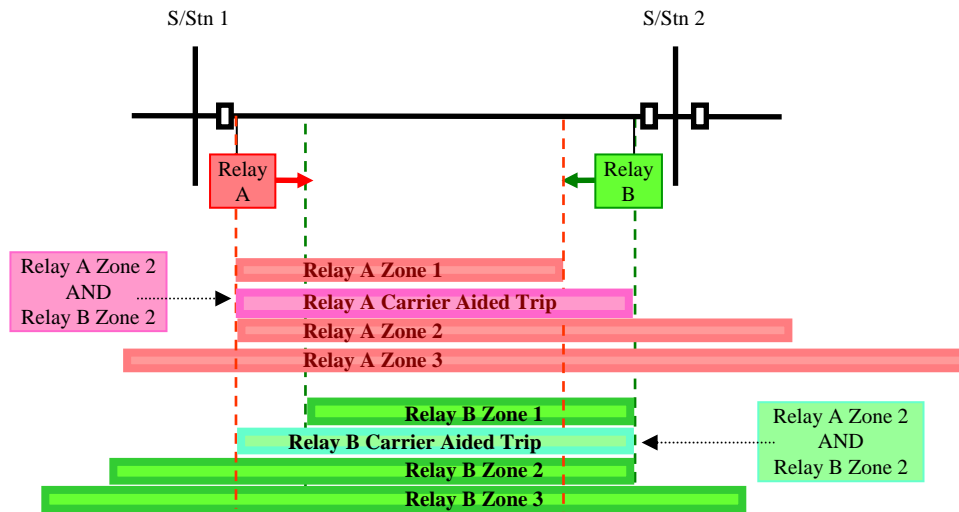 S/Stn 1
S/Stn 2
Relay
A
Relay
B
Relay A Zone 2
AND
Relay B Zone 2
Relay A Zone 1
Relay A Carrier Aided Trip
Relay A Zone 2
Relay A Zone 3
Relay B Zone 1
Relay B Carrier Aided Trip
Relay B Zone 2
Relay B Zone 3
Relay A Zone 2
AND
Relay B Zone 2